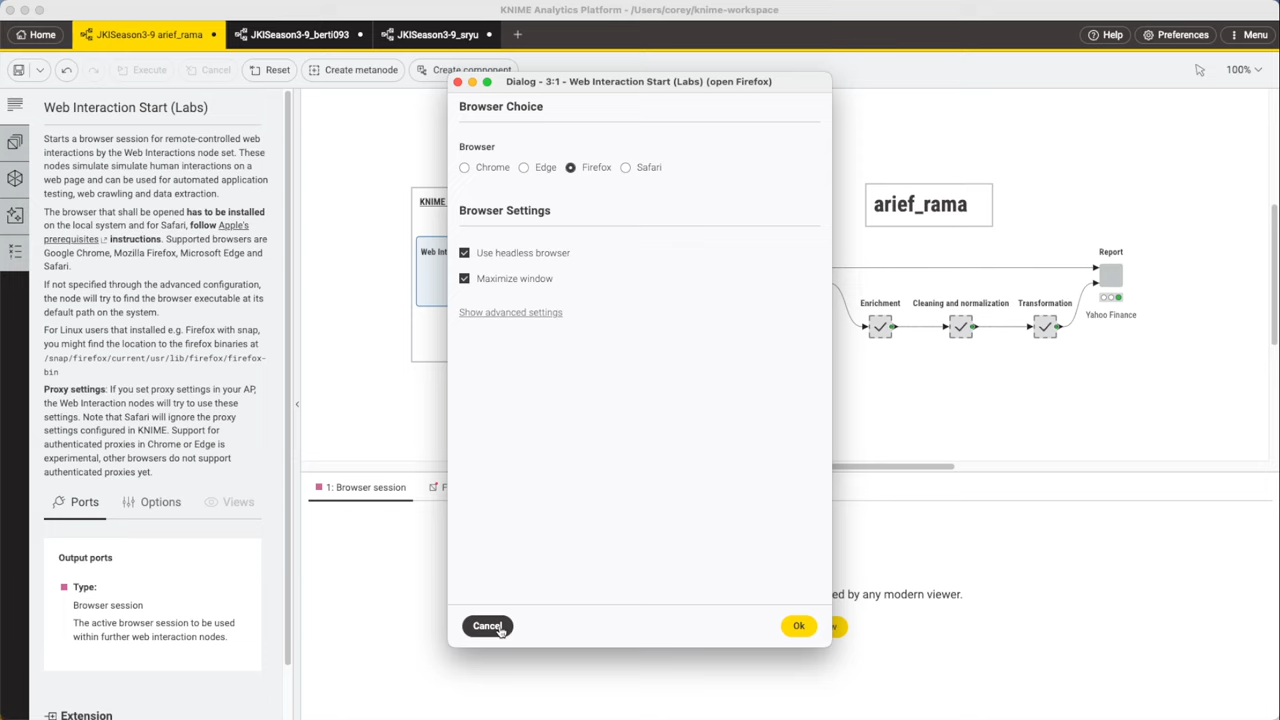 KNIME Analytics Platform - /Users/corey/knime-workspace
Home
JKISeason3-9 arief_rama
JKISeason3-9_berti093
JKISeason3-9_sryu
Help
Preferences
Menu
Execute
Cancel
Reset
Create metanode
Create component
100%
Web Interaction Start (Labs)
Starts a browser session for remote-controlled web
interactions by the Web Interactions node set. These
nodes simulate simulate human interactions on a
web page and can be used for automated application
testing, web crawling and data extraction.
The browser that shall be opened has to be installed
on the local system and for Safari, follow Apple's
prerequisites instructions. Supported browsers are
Google Chrome, Mozilla Firefox, Microsoft Edge and
Safari.
If not specified through the advanced configuration,
the node will try to find the browser executable at its
default path on the system.
For Linux users that installed e.g. Firefox with snap,
you might find the location to the firefox binaries at
/snap/firefox/current/usr/lib/firefox/firefox-
bin
Proxy settings: If you set proxy settings in your AP,
the Web Interaction nodes will try to use these
settings. Note that Safari will ignore the proxy
settings configured in KNIME. Support for
authenticated proxies in Chrome or Edge is
experimental, other browsers do not support
authenticated proxies yet.
Ports
Options
Views
Output ports
Type:
Browser session
The active browser session to be used
within further web interaction nodes.
Extension
Dialog - 3:1 - Web Interaction Start (Labs) (open Firefox)
Browser Choice
Browser
Chrome
Edge
Firefox
Safari
Browser Settings
Use headless browser
Maximize window
Show advanced settings
Cancel
Ok
KNIME
Web Int
arief_rama
Report
Enrichment
Cleaning and normalization
Transformation
Yahoo Finance
1: Browser session
F
ed by any modern viewer.
w